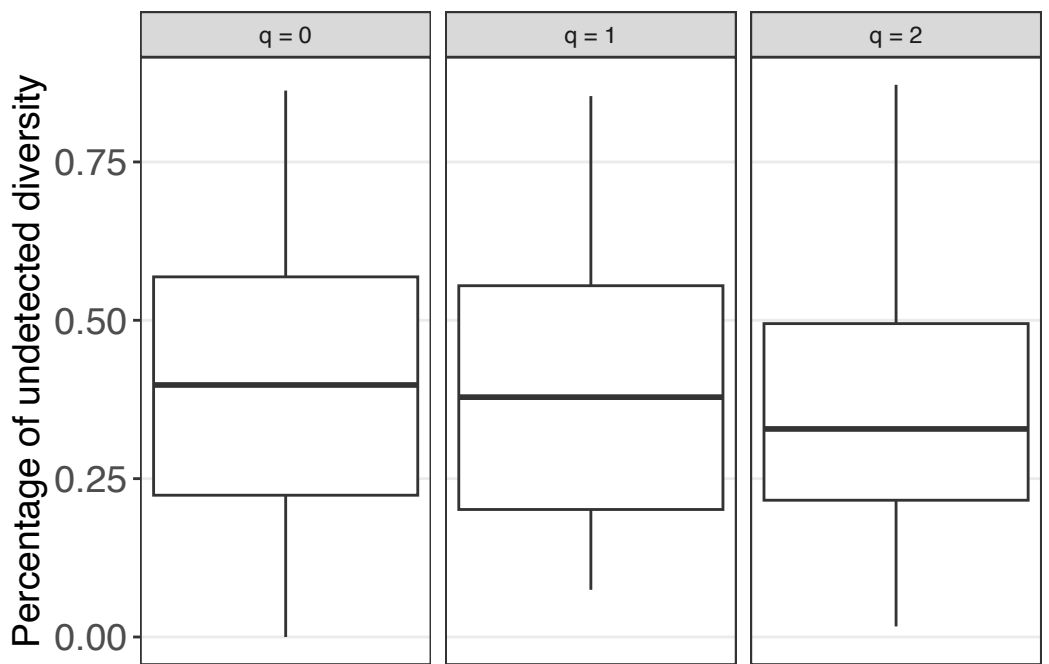 q = 0
q = 1
q = 2
Percentage of undetected diversity
0.75
0.50
0.25
0.00